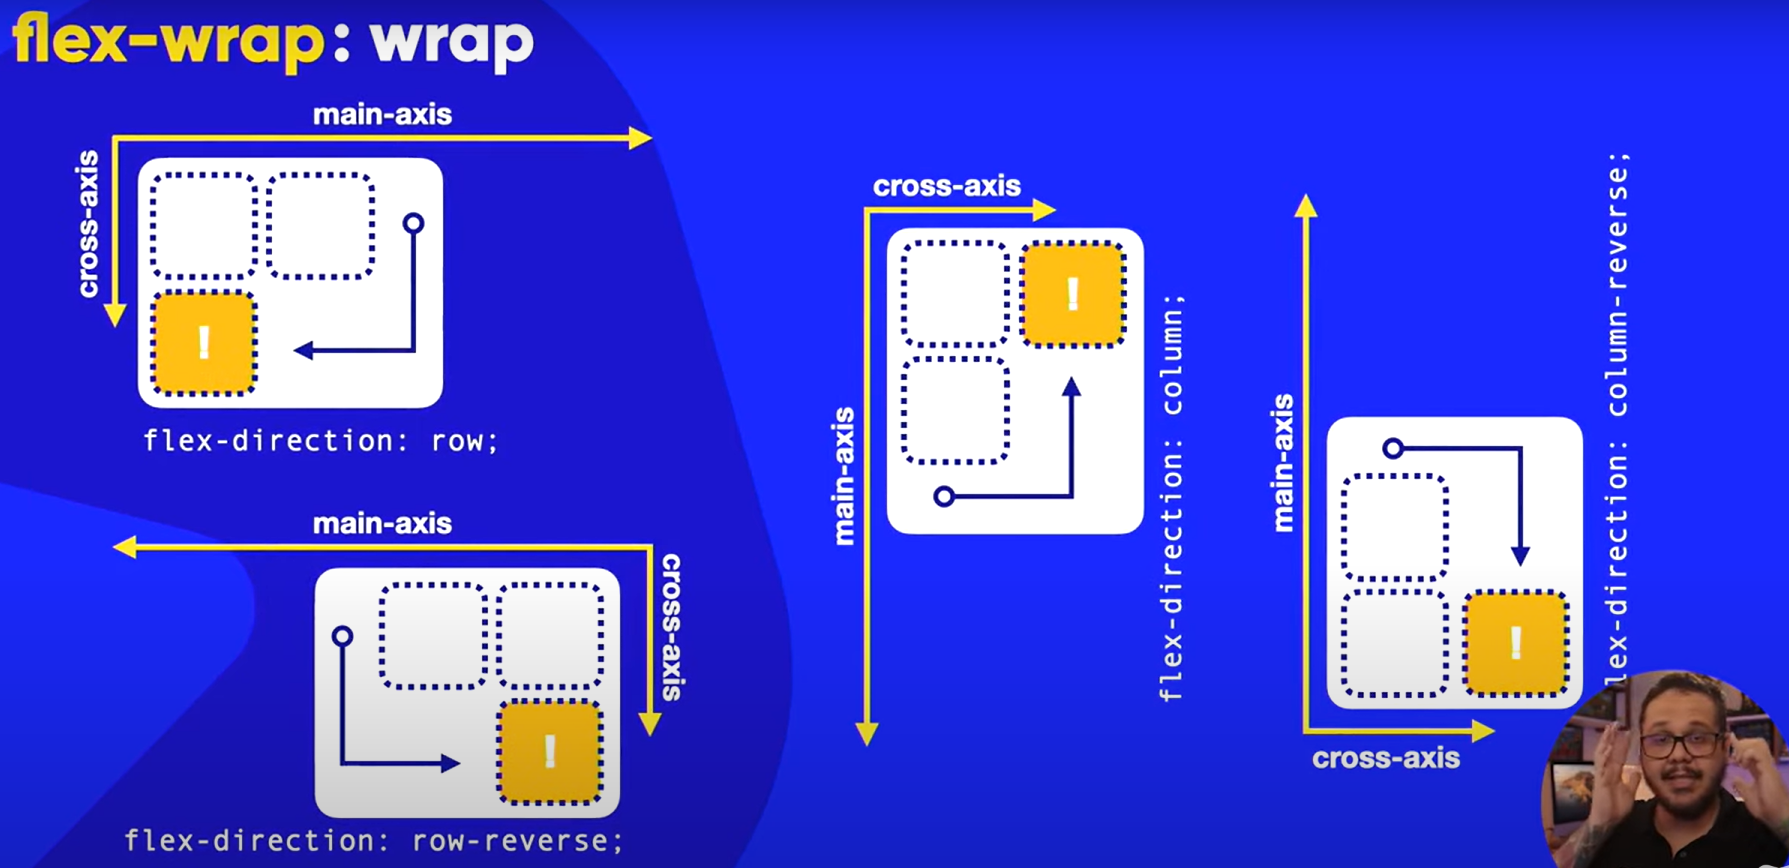 flex-wrap: wrap
main-axis
cross-axis
!
flex-direction: row;
main-axis
cross-axis
!
flex-direction: row-reverse;
cross-axis
main-axis
!
flex-direction: column;
main-axis
!
cross-axis
flex-direction: column-reverse;